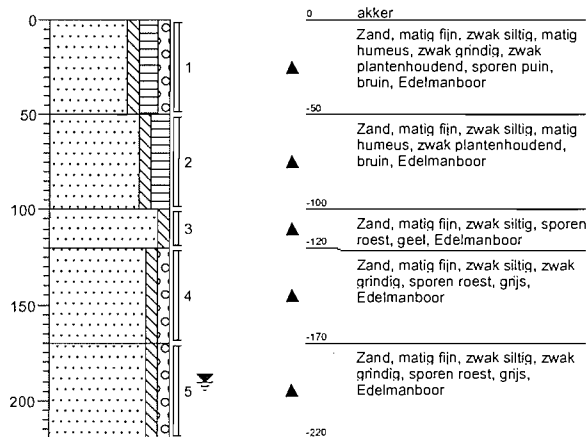 0 akker
Zand, matig fijn, zwak siltig, matig
humeus, zwak grindig, zwak
plantenhoudend, sporen puin,
bruin, Edelmanboor
-50
Zand, matig fijn, zwak siltig, matig
humeus, zwak plantenhoudend,
bruin, Edelmanboor
-100
Zand, matig fijn, zwak siltig, sporen
roest, geel, Edelmanboor
-120
Zand, matig fijn, zwak siltig, zwak
grindig, sporen roest, grijs,
Edelmanboor
-170
Zand, matig fijn, zwak siltig, zwak
grindig, sporen roest, grijs,
Edelmanboor
-220
0
50
100
150
200
1
2
3
4
5